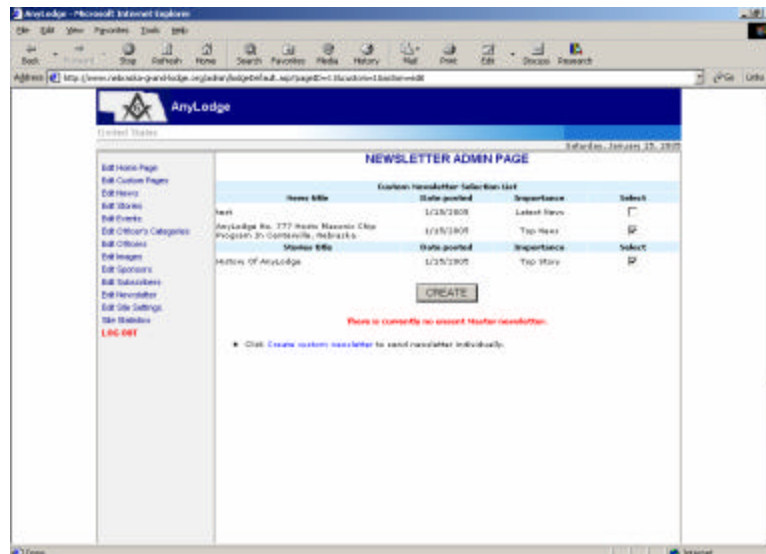 AnyLodge - Microsoft Internet Explorer
File Edit View Favorites Tools Help
Back Forward Stop Refresh Home Search Favorites Media History Mail Print Edit Discuss Research
Address Go Links
AnyLodge
United States
Saturday, January 15, 2005
Edit Home Page
Edit Custom Pages
Edit News
Edit Stories
Edit Events
Edit Officer's Categories
Edit Officers
Edit Images
Edit Sponsors
Edit Subscribers
Edit Newsletter
Edit Site Settings
Site Statistics
LOG OUT
NEWSLETTER ADMIN PAGE
Custom Newsletter Selection List
News title Date posted Importance Select
test 1/15/2005 Latest News
AnyLodge No. 777 Hosts Masonic Chip
Program In Centerville, Nebraska 1/15/2005 Top News
Stories title Date posted Importance Select
History Of AnyLodge 1/15/2005 Top Story
CREATE
There is currently no unsent Master newsletter.
Click Create custom newsletter to send newsletter individually.
Done Internet